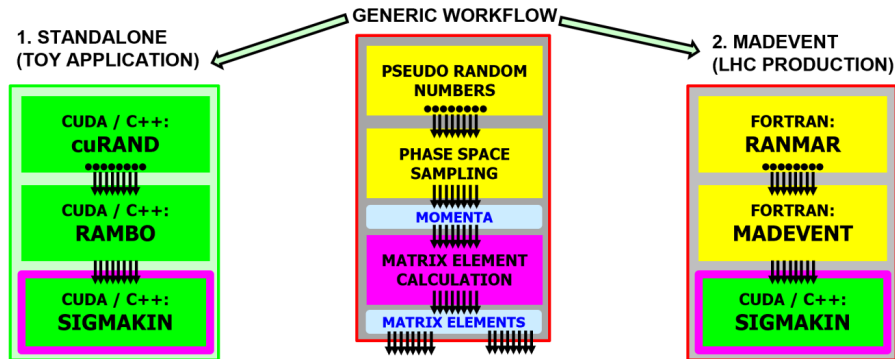 GENERIC WORKFLOW
1. STANDALONE
(TOY APPLICATION)
CUDA / C++:
cuRAND
CUDA / C++:
RAMBO
CUDA / C++:
SIGMAKIN
PSEUDO RANDOM
NUMBERS
PHASE SPACE
SAMPLING
MOMENTA
MATRIX ELEMENT
CALCULATION
MATRIX ELEMENTS
2. MADEVENT
(LHC PRODUCTION)
FORTRAN:
RANMAR
FORTRAN:
MADEVENT
CUDA / C++:
SIGMAKIN